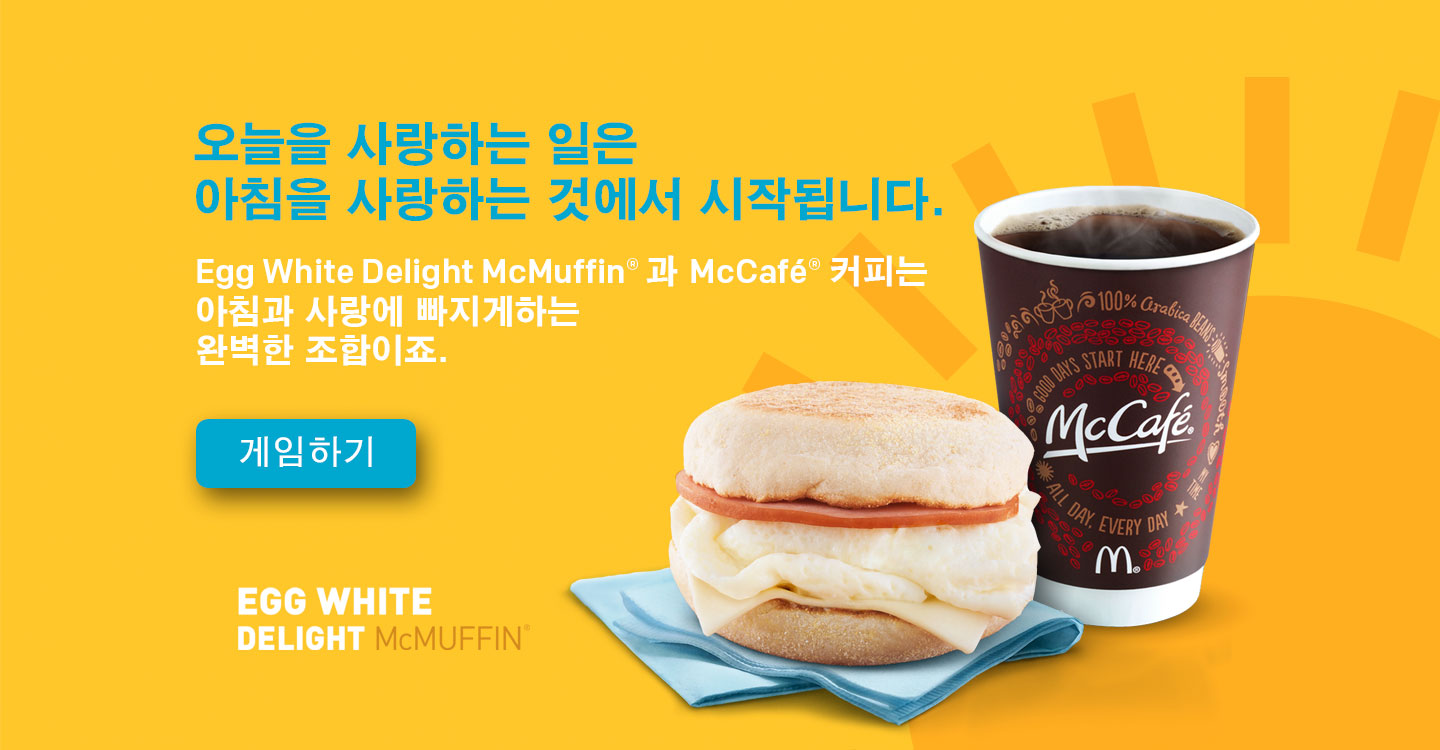 오늘을 사랑하는 일은
아침을 사랑하는 것에서 시작됩니다.
Egg White Delight McMuffin® 과 McCafé® 커피는
아침과 사랑에 빠지게하는
완벽한 조합이죠.
게임하기
EGG WHITE
DELIGHT McMUFFIN®
100% Arabica BEANS
Smooth
MY TIME
GOOD DAYS START HERE
McCafé®
ALL DAY, EVERY DAY
M®